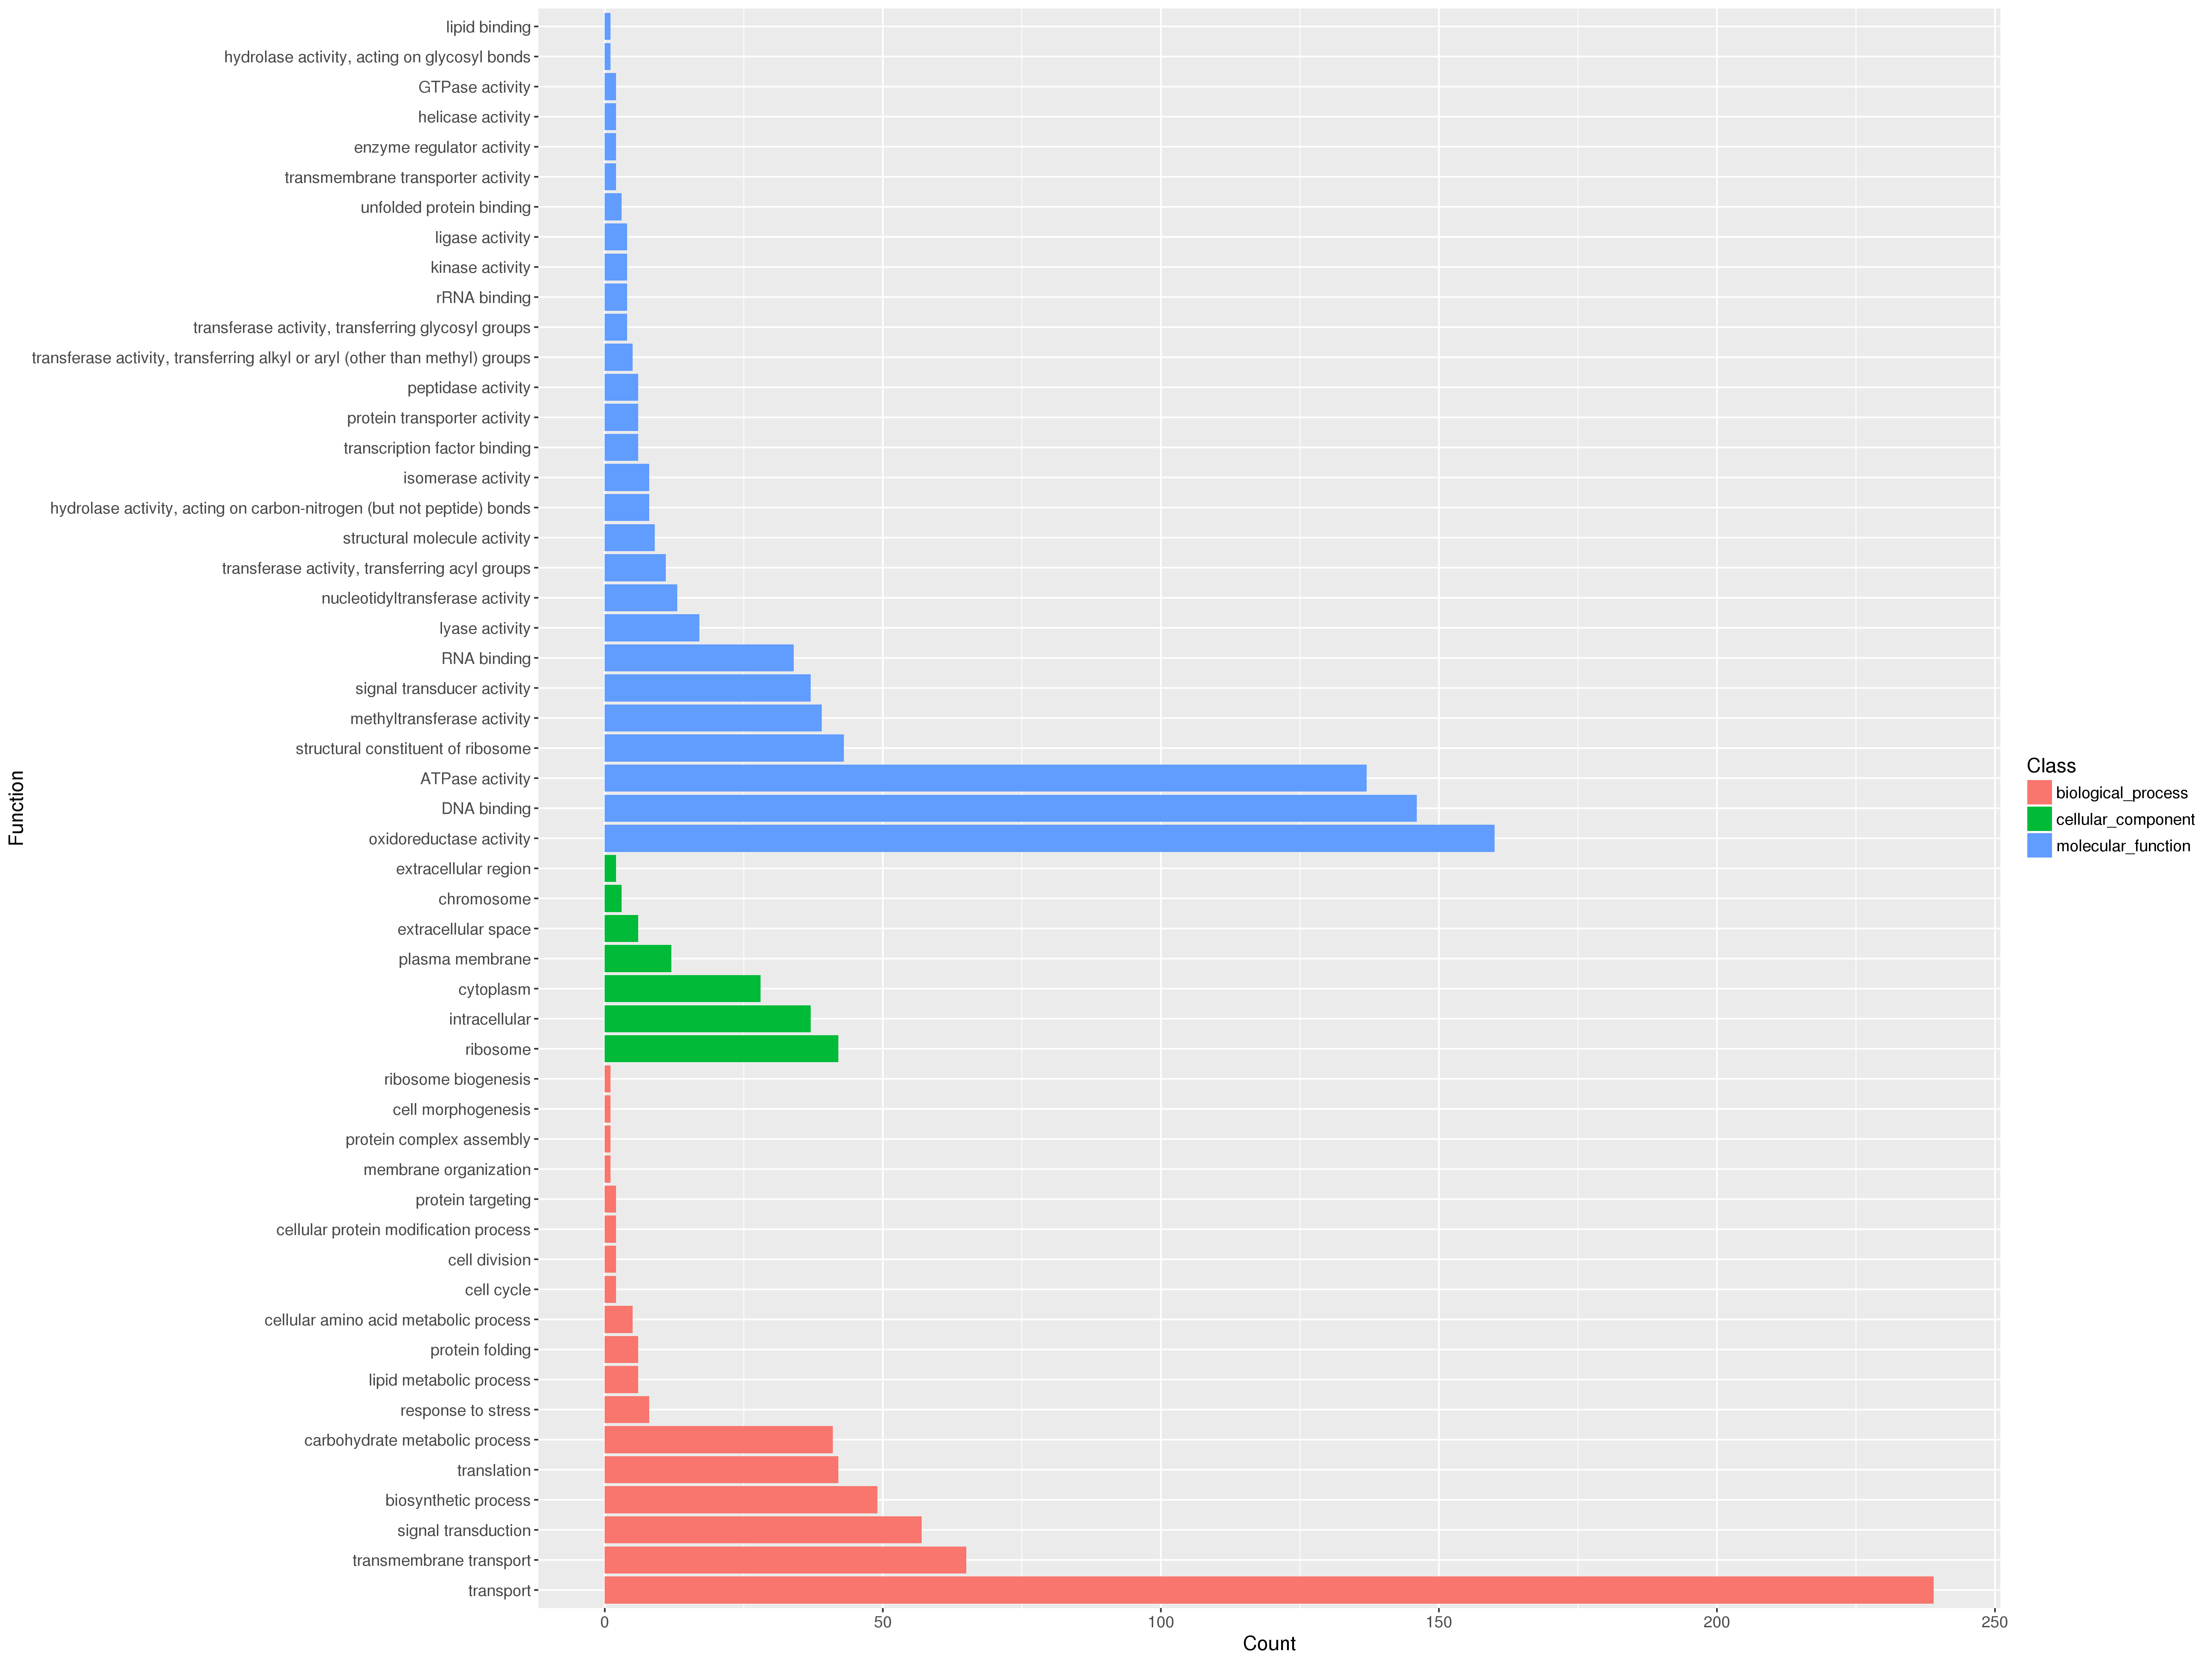 lipid binding
hydrolase activity, acting on glycosyl bonds
GTPase activity
helicase activity
enzyme regulator activity
transmembrane transporter activity
unfolded protein binding
ligase activity
kinase activity
rRNA binding
transferase activity, transferring glycosyl groups
transferase activity, transferring alkyl or aryl (other than methyl) groups
peptidase activity
protein transporter activity
transcription factor binding
isomerase activity
hydrolase activity, acting on carbon-nitrogen (but not peptide) bonds
structural molecule activity
transferase activity, transferring acyl groups
nucleotidyltransferase activity
lyase activity
RNA binding
signal transducer activity
methyltransferase activity
structural constituent of ribosome
ATPase activity
DNA binding
oxidoreductase activity
extracellular region
chromosome
extracellular space
plasma membrane
cytoplasm
intracellular
ribosome
ribosome biogenesis
cell morphogenesis
protein complex assembly
membrane organization
protein targeting
cellular protein modification process
cell division
cell cycle
cellular amino acid metabolic process
protein folding
lipid metabolic process
response to stress
carbohydrate metabolic process
translation
biosynthetic process
signal transduction
transmembrane transport
transport
Function
0 50 100 150 200 250
Count
Class
biological_process
cellular_component
molecular_function